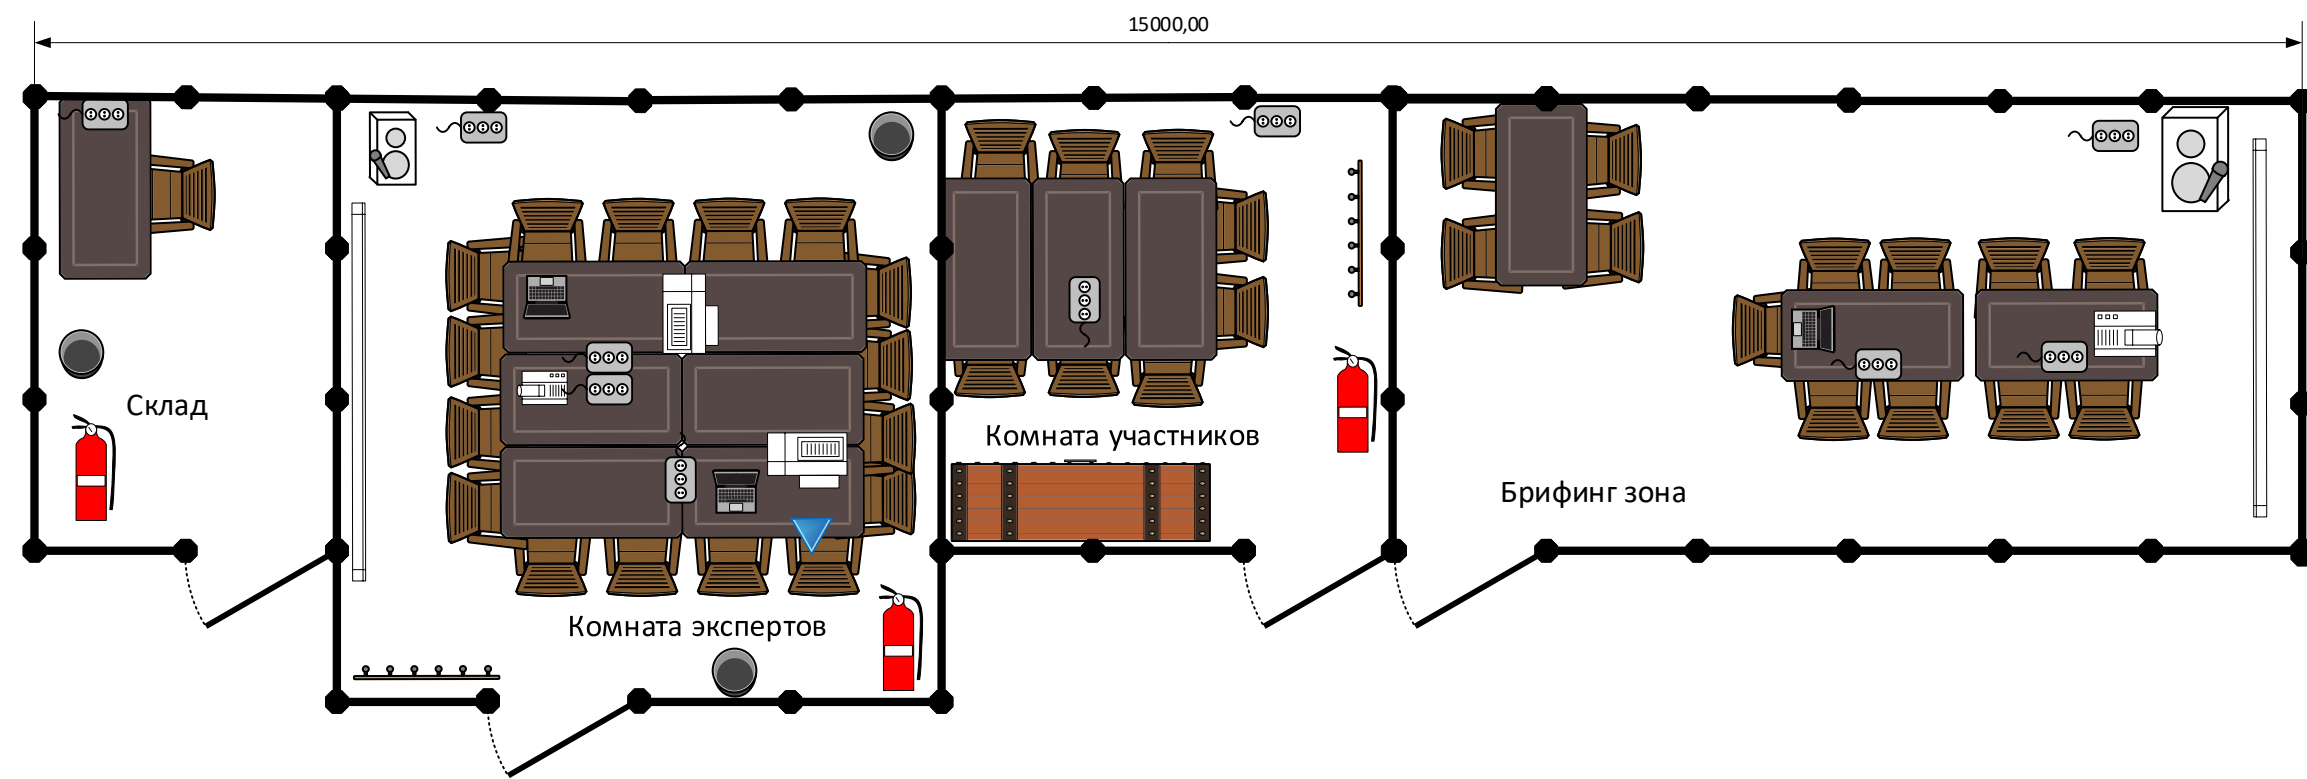 15000,00
Склад
Комната участников
Брифинг зона
Комната экспертов